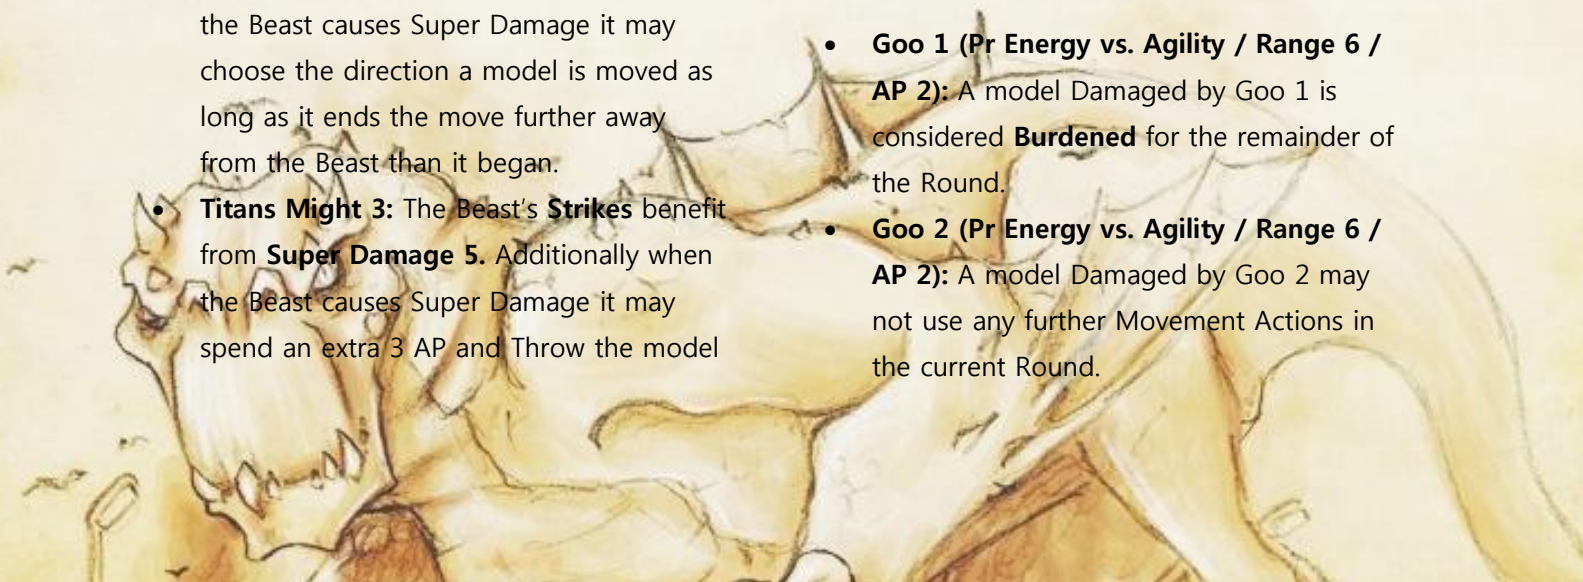 the Beast causes Super Damage it may
choose the direction a model is moved as
long as it ends the move further away
from the Beast than it began.
• Titans Might 3: The Beast’s Strikes benefit
from Super Damage 5. Additionally when
the Beast causes Super Damage it may
spend an extra 3 AP and Throw the model
• Goo 1 (Pr Energy vs. Agility / Range 6 /
AP 2): A model Damaged by Goo 1 is
considered Burdened for the remainder of
the Round.
• Goo 2 (Pr Energy vs. Agility / Range 6 /
AP 2): A model Damaged by Goo 2 may
not use any further Movement Actions in
the current Round.